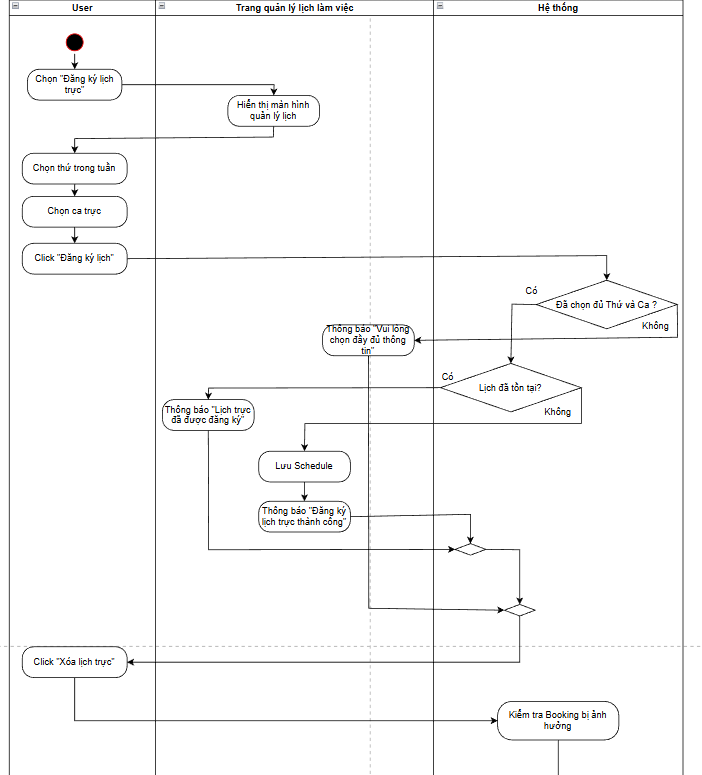 User
Trang quản lý lịch làm việc
Hệ thống
Chọn "Đăng ký lịch
trực"
Hiển thị màn hình
quản lý lịch
Chọn thứ trong tuần
Chọn ca trực
Click "Đăng ký lịch"
Đã chọn đủ Thứ và Ca ?
Có
Không
Thông báo "Vui lòng
chọn đầy đủ thông
tin"
Lịch đã tồn tại?
Có
Không
Thông báo "Lịch trực
đã được đăng ký"
Lưu Schedule
Thông báo "Đăng ký
lịch trực thành công"
Click "Xóa lịch trực"
Kiểm tra Booking bị ảnh
hưởng